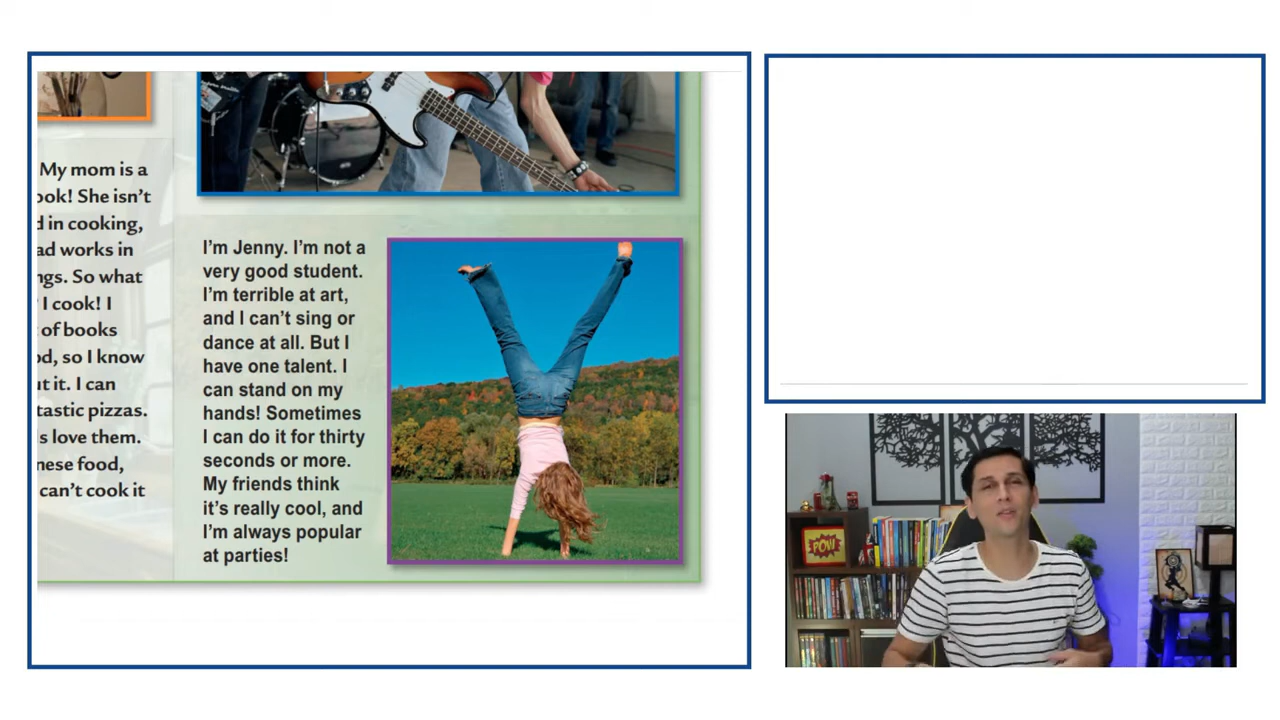 My mom is a
ook! She isn't
d in cooking,
ad works in
ngs. So what
I cook! I
of books
od, so I know
ut it. I can
tastic pizzas.
s love them.
nese food,
can't cook it
I'm Jenny. I'm not a
very good student.
I'm terrible at art,
and I can't sing or
dance at all. But I
have one talent. I
can stand on my
hands! Sometimes
I can do it for thirty
seconds or more.
My friends think
it's really cool, and
I'm always popular
at parties!
POW!